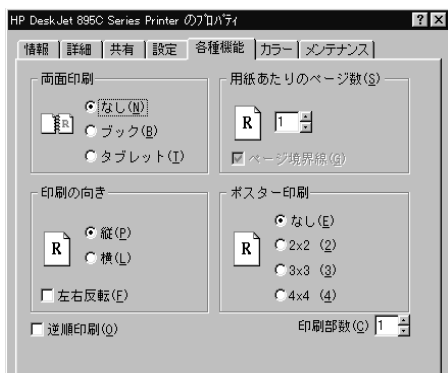 HP DeskJet 895C Series Printer のﾌﾟﾛﾊﾟﾃｨ
情報 詳細 共有 設定 各種機能 カラー メンテナンス
両面印刷
なし(N)
ブック(B)
タブレット(T)
用紙あたりのページ数(S)
1
ページ境界線(G)
印刷の向き
縦(P)
横(L)
左右反転(F)
ポスター印刷
なし(E)
2x2 (2)
3x3 (3)
4x4 (4)
逆順印刷(O)
印刷部数(C) 1